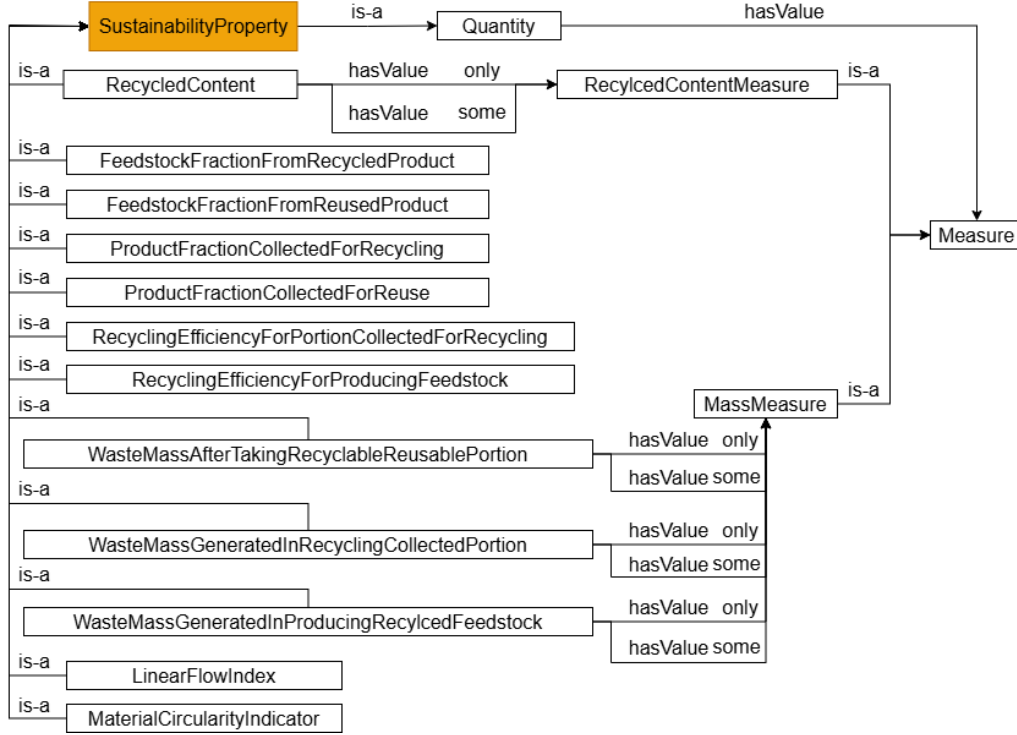 SustainabilityProperty is-a Quantity hasValue
is-a RecycledContent hasValue only RecylcedContentMeasure is-a
hasValue some
is-a FeedstockFractionFromRecycledProduct
is-a FeedstockFractionFromReusedProduct
is-a ProductFractionCollectedForRecycling Measure
is-a ProductFractionCollectedForReuse
is-a RecyclingEfficiencyForPortionCollectedForRecycling
is-a RecyclingEfficiencyForProducingFeedstock
is-a MassMeasure is-a
WasteMassAfterTakingRecyclableReusablePortion hasValue only
hasValue some
is-a
WasteMassGeneratedInRecyclingCollectedPortion hasValue only
hasValue some
is-a
WasteMassGeneratedInProducingRecylcedFeedstock hasValue only
hasValue some
is-a LinearFlowIndex
is-a MaterialCircularityIndicator